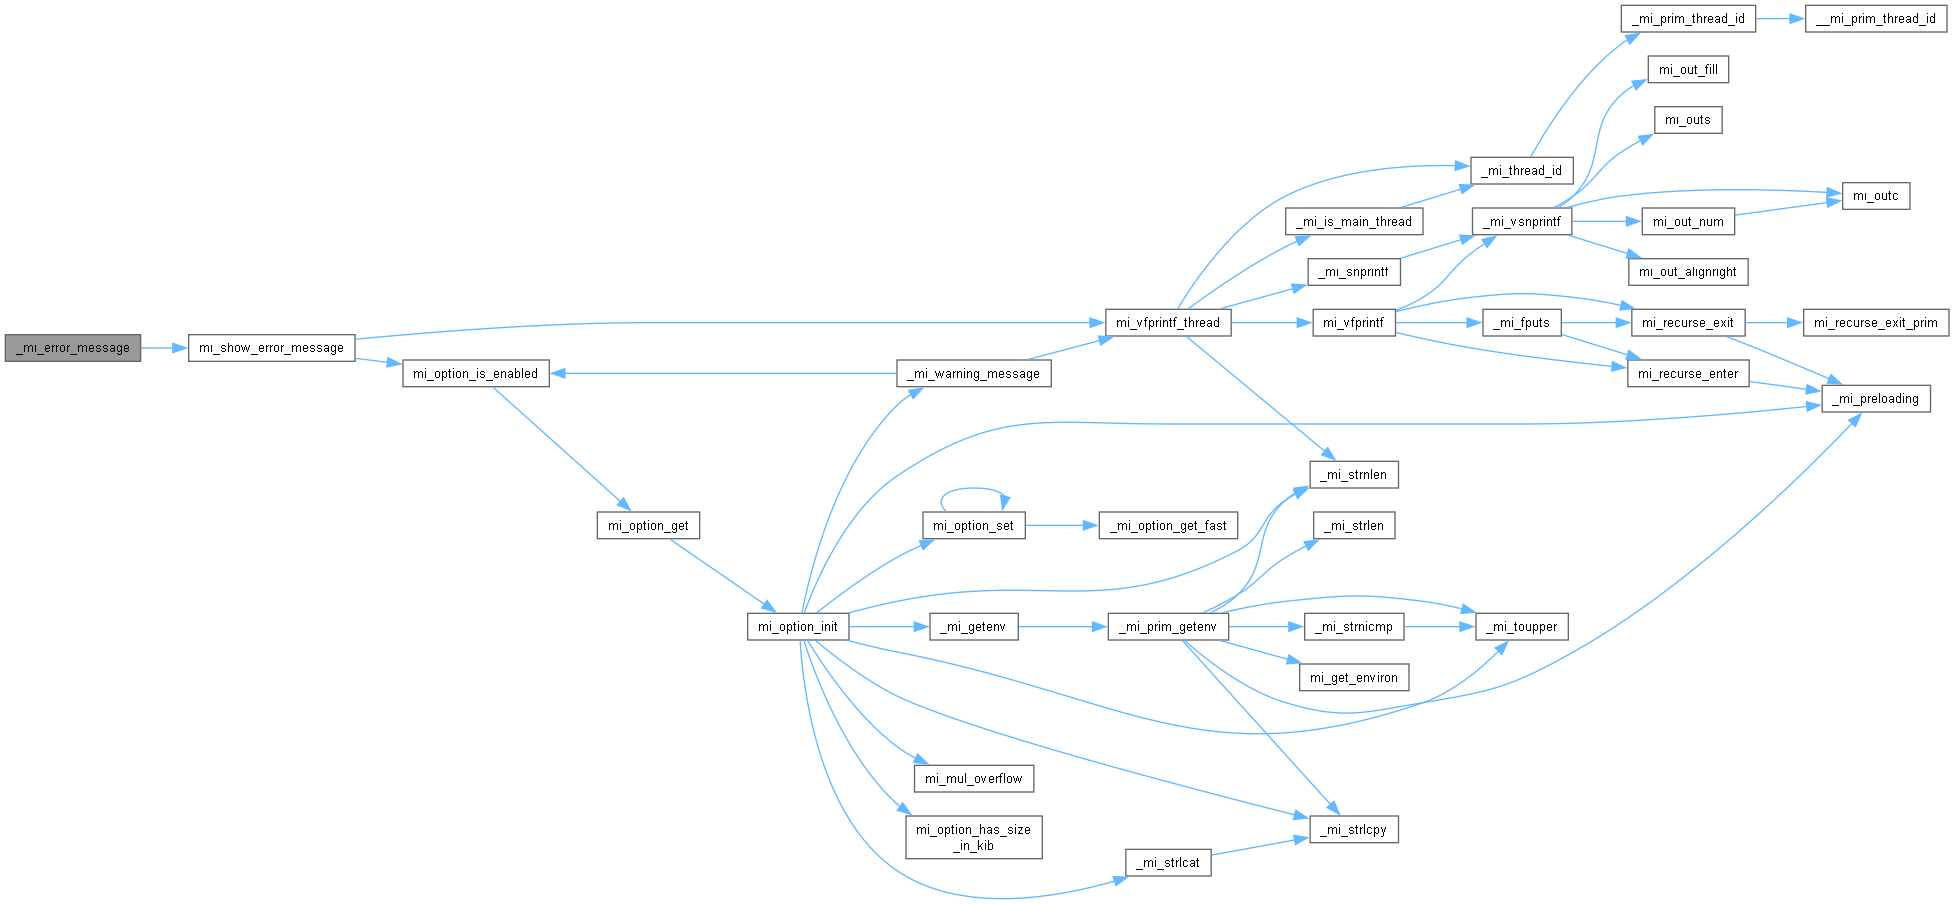 _mi_prim_thread_id
__mi_prim_thread_id
mi_out_fill
mi_outs
_mi_thread_id
mi_outc
_mi_is_main_thread
_mi_vsnprintf
mi_out_num
_mi_snprintf
mi_out_alignright
mi_vfprintf_thread
mi_vfprintf
_mi_fputs
mi_recurse_exit
mi_recurse_exit_prim
_mi_error_message
mi_show_error_message
mi_option_is_enabled
_mi_warning_message
mi_recurse_enter
_mi_preloading
_mi_strnlen
mi_option_get
mi_option_set
_mi_option_get_fast
_mi_strlen
mi_option_init
_mi_getenv
_mi_prim_getenv
_mi_strnicmp
_mi_toupper
mi_get_environ
mi_mul_overflow
mi_option_has_size
_in_kib
_mi_strlcpy
_mi_strlcat